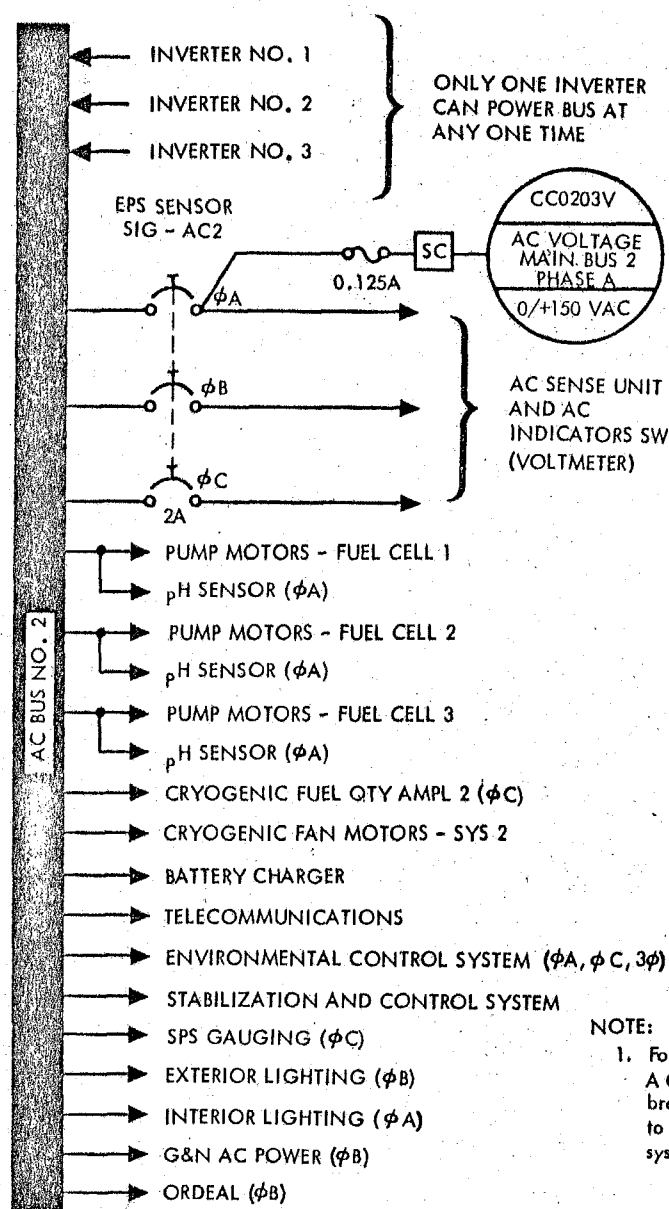 INVERTER NO. 1
INVERTER NO. 2
INVERTER NO. 3
ONLY ONE INVERTER
CAN POWER BUS AT
ANY ONE TIME
EPS SENSOR
SIG - AC2
ϕA
0.125A
SC
CC0203V
AC VOLTAGE
MAIN. BUS 2
PHASE A
0/+150 VAC
ϕB
ϕC
2A
AC SENSE UNIT
AND AC
INDICATORS SW
(VOLTMETER)
AC BUS NO. 2
PUMP MOTORS - FUEL CELL 1
pH SENSOR (ϕA)
PUMP MOTORS - FUEL CELL 2
pH SENSOR (ϕA)
PUMP MOTORS - FUEL CELL 3
pH SENSOR (ϕA)
CRYOGENIC FUEL QTY AMPL 2 (ϕC)
CRYOGENIC FAN MOTORS - SYS 2
BATTERY CHARGER
TELECOMMUNICATIONS
ENVIRONMENTAL CONTROL SYSTEM (ϕA, ϕC, 3ϕ)
STABILIZATION AND CONTROL SYSTEM
SPS GAUGING (ϕC)
EXTERIOR LIGHTING (ϕB)
INTERIOR LIGHTING (ϕA)
G&N AC POWER (ϕB)
ORDEAL (ϕB)
NOTE:
1. Fo
A
bre
to
sys